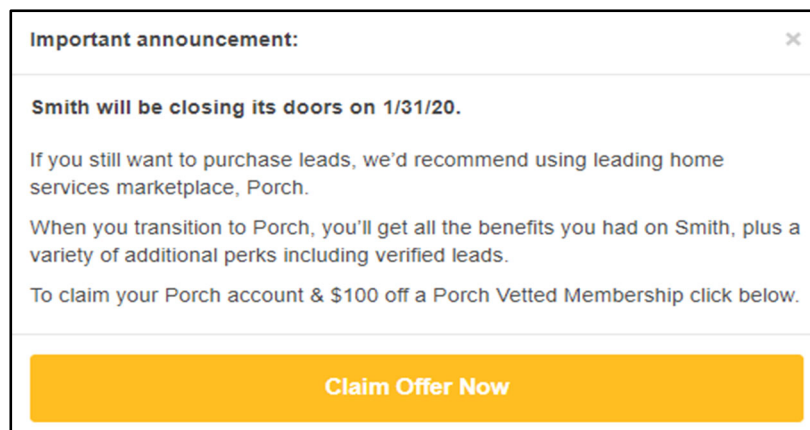 Important announcement:
Smith will be closing its doors on 1/31/20.
If you still want to purchase leads, we’d recommend using leading home
services marketplace, Porch.
When you transition to Porch, you’ll get all the benefits you had on Smith, plus a
variety of additional perks including verified leads.
To claim your Porch account & $100 off a Porch Vetted Membership click below.
Claim Offer Now